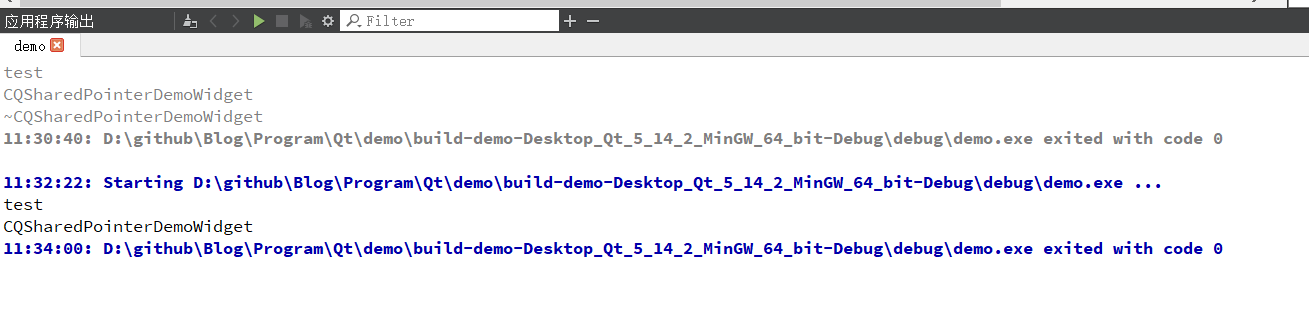 应用程序输出
Filter
demo
test
CQSharedPointerDemoWidget
~CQSharedPointerDemoWidget
11:30:40: D:\github\Blog\Program\Qt\demo\build-demo-Desktop_Qt_5_14_2_MinGW_64_bit-Debug\debug\demo.exe exited with code 0
11:32:22: Starting D:\github\Blog\Program\Qt\demo\build-demo-Desktop_Qt_5_14_2_MinGW_64_bit-Debug\debug\demo.exe ...
test
CQSharedPointerDemoWidget
11:34:00: D:\github\Blog\Program\Qt\demo\build-demo-Desktop_Qt_5_14_2_MinGW_64_bit-Debug\debug\demo.exe exited with code 0